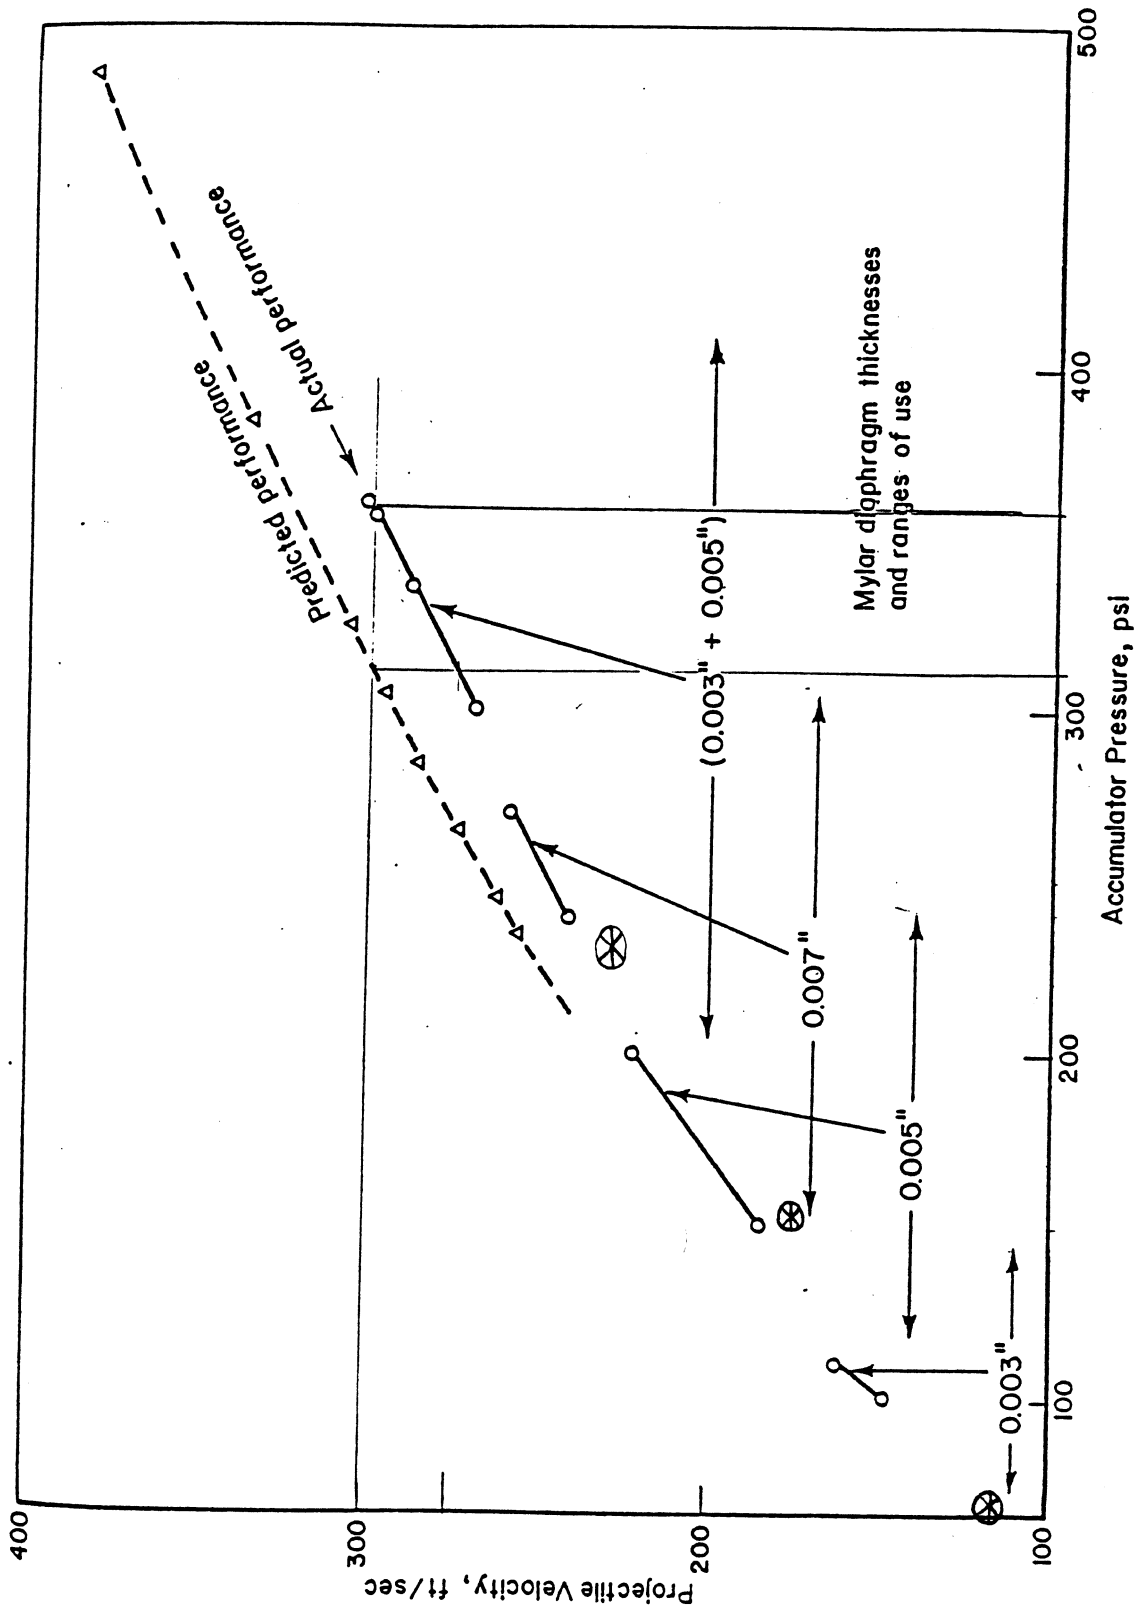 400
300
200
100
Projectile Velocity, ft/sec
Predicted performance
Actual performance
(0.003" + 0.005")
0.007"
0.005"
0.003"
Mylar diaphragm thicknesses
and ranges of use
100
200
300
400
500
Accumulator Pressure, psi